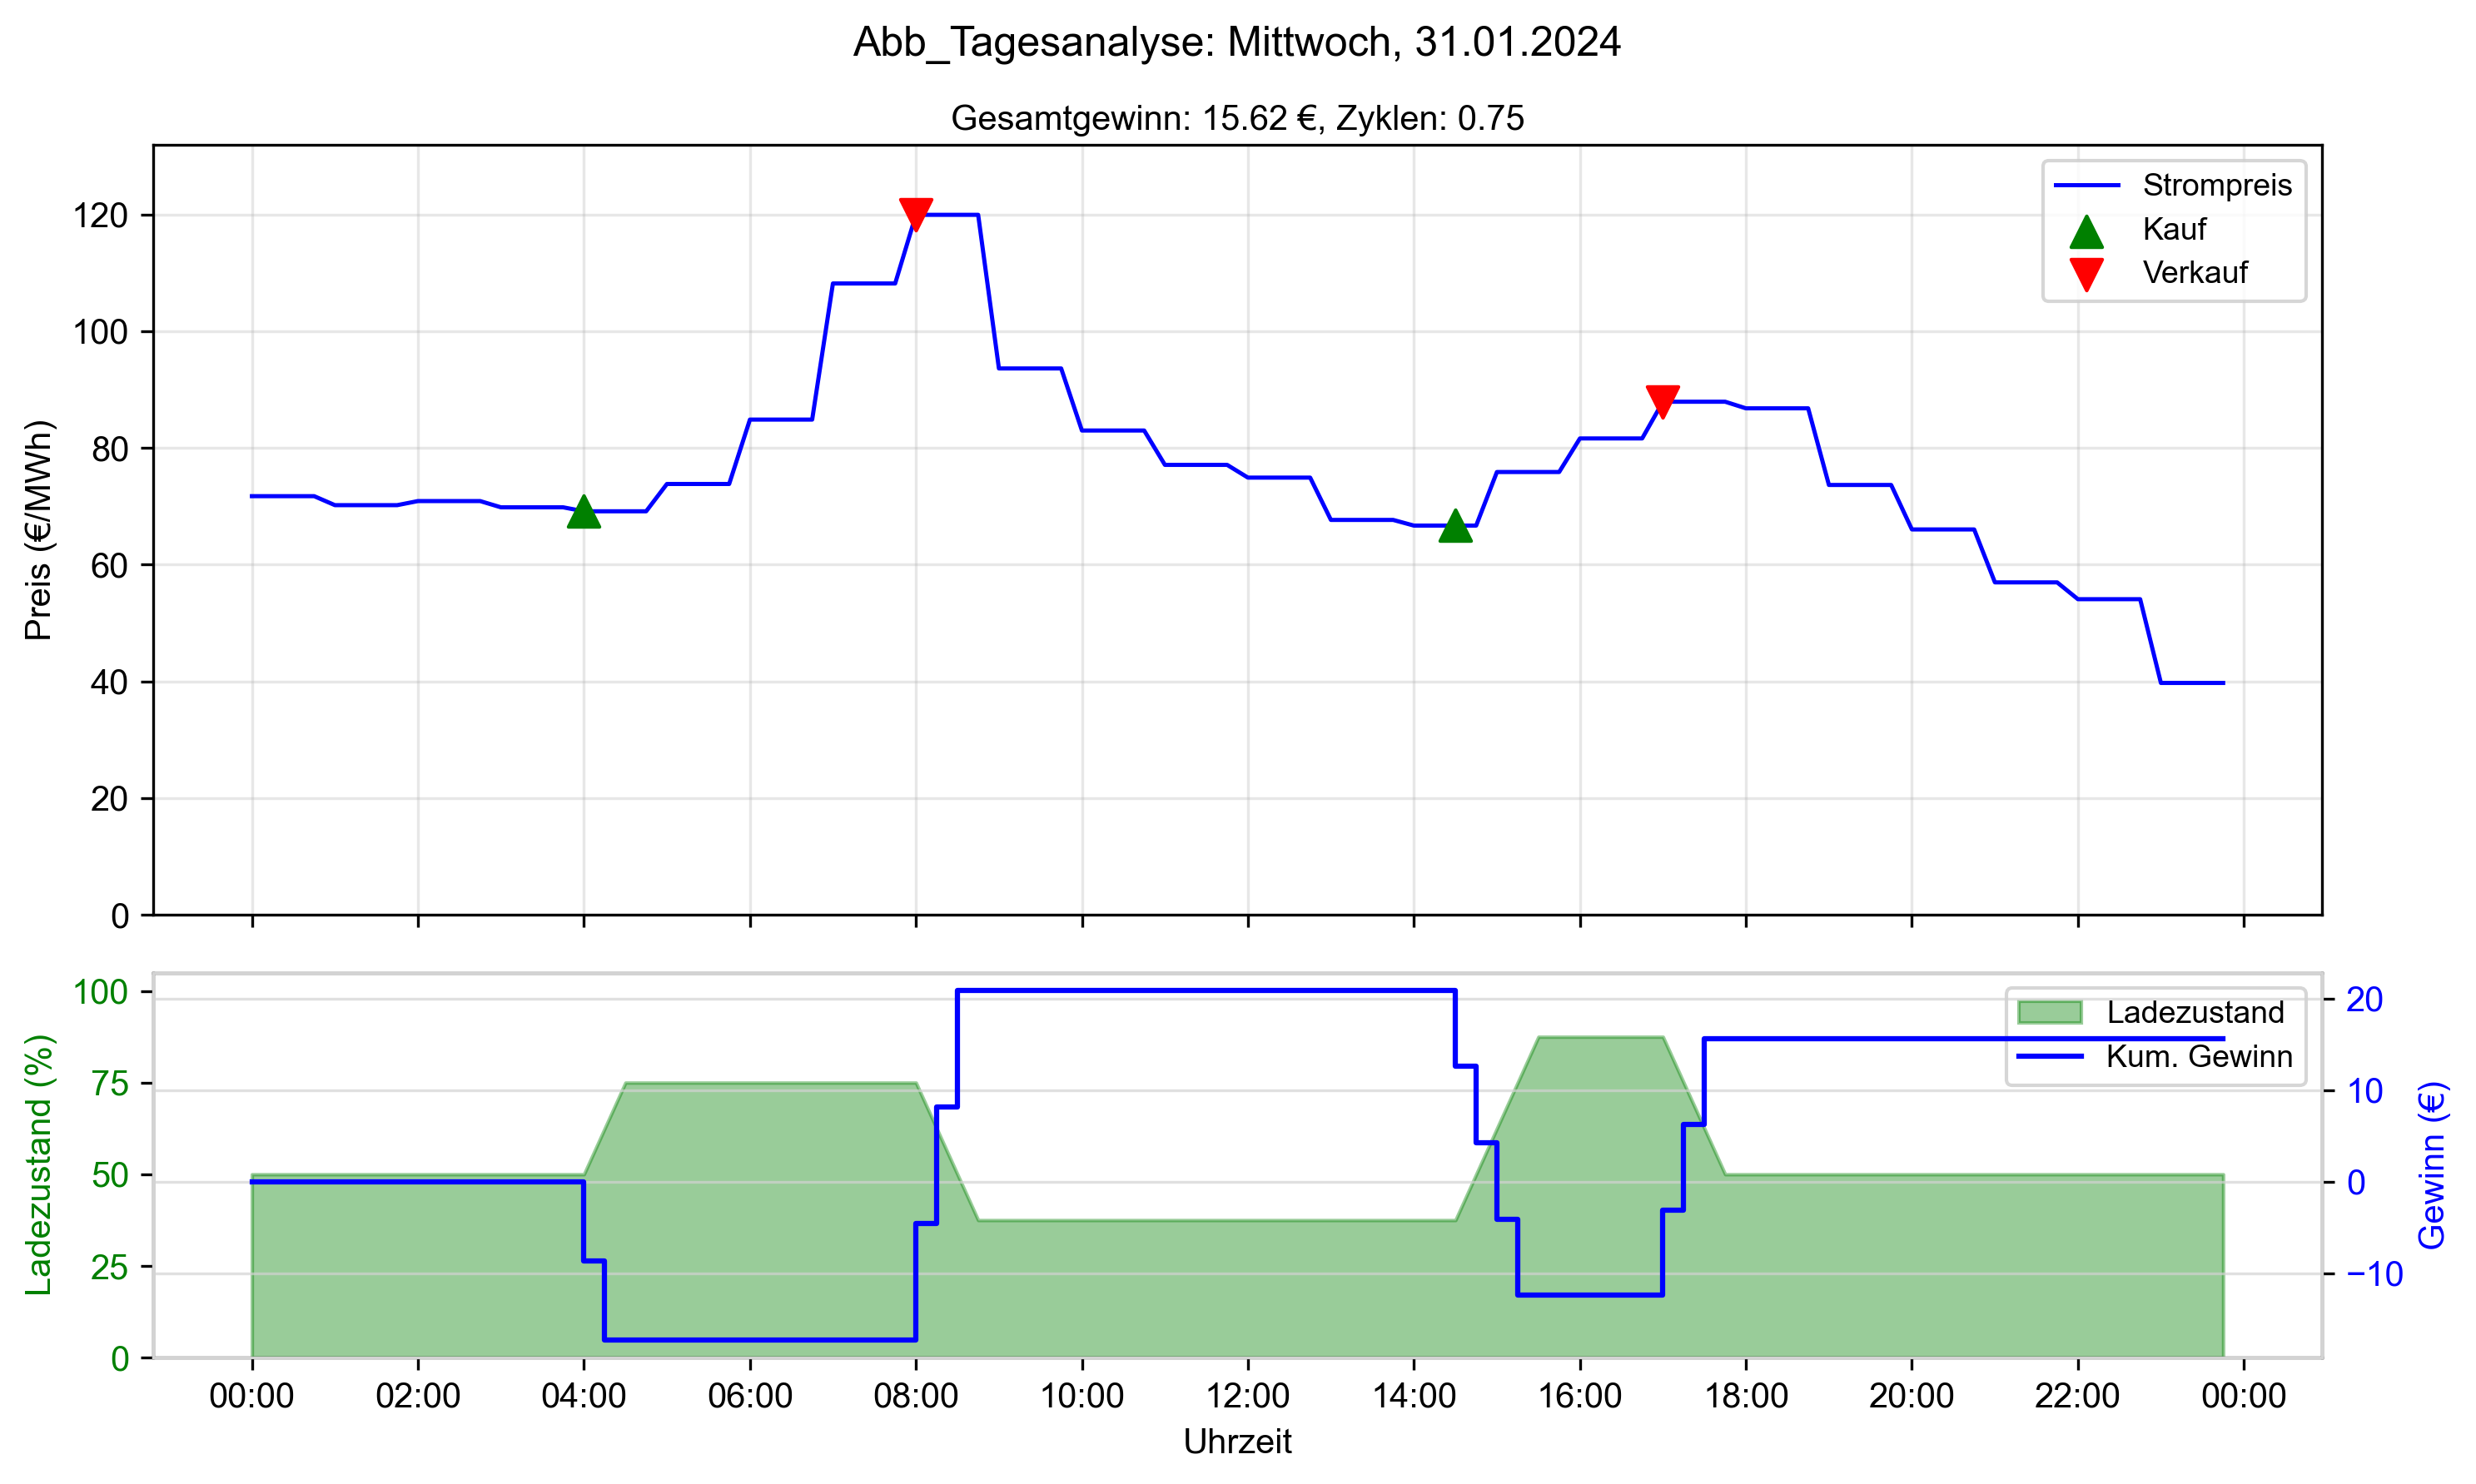 Abb_Tagesanalyse: Mittwoch, 31.01.2024
Gesamtgewinn: 15.62 €, Zyklen: 0.75
Preis (€/MWh)
120
100
80
60
40
20
0
Strompreis
Kauf
Verkauf
Ladezustand (%)
100
75
50
25
0
Ladezustand
Kum. Gewinn
20
10
0
−10
Gewinn (€)
00:00 02:00 04:00 06:00 08:00 10:00 12:00 14:00 16:00 18:00 20:00 22:00 00:00
Uhrzeit